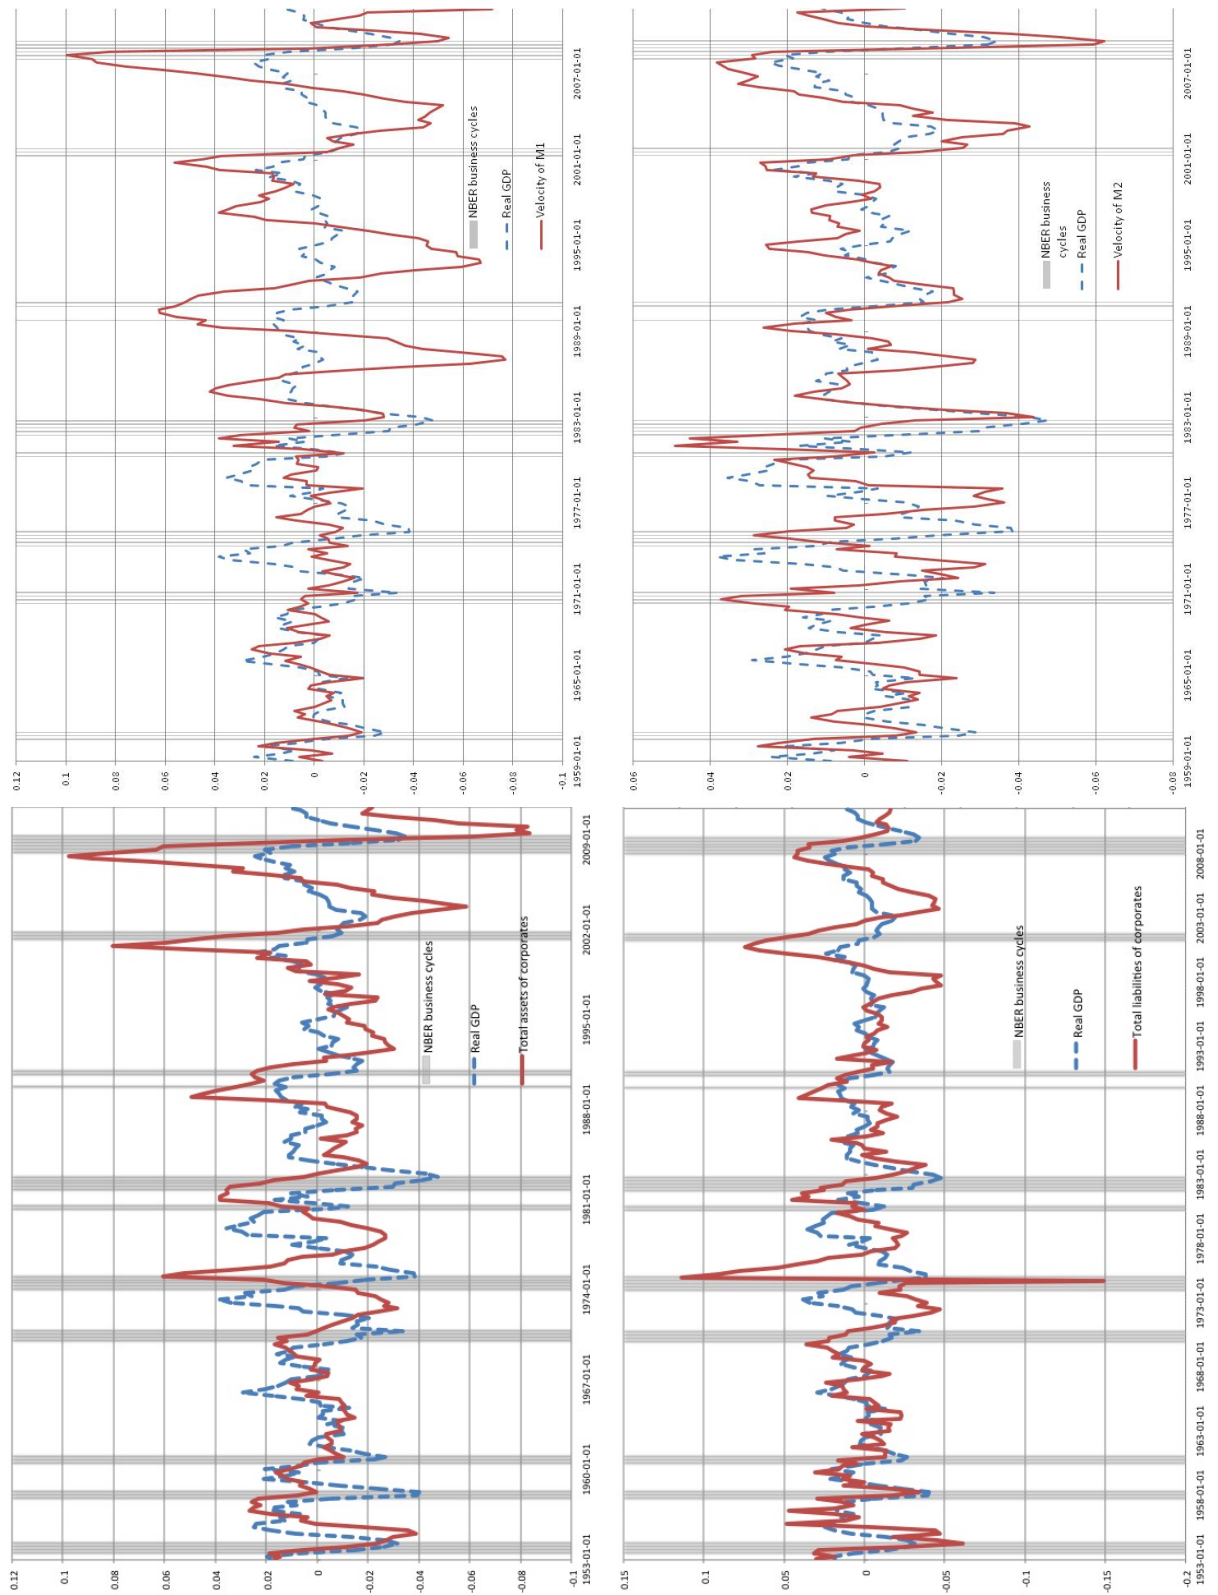 0.12
0.1
0.08
0.06
0.04
0.02
0
-0.02
-0.04
-0.06
-0.08
-0.1
NBER business cycles
Real GDP
Total assets of corporates
1953-01-01 1960-01-01 1967-01-01 1974-01-01 1981-01-01 1988-01-01 1995-01-01 2002-01-01 2009-01-01
0.12
0.1
0.08
0.06
0.04
0.02
0
-0.02
-0.04
-0.06
-0.08
-0.1
NBER business cycles
Real GDP
Velocity of M1
1959-01-01 1965-01-01 1971-01-01 1977-01-01 1983-01-01 1989-01-01 1995-01-01 2001-01-01 2007-01-01
0.15
0.1
0.05
0
-0.05
-0.1
-0.15
-0.2
NBER business cycles
Real GDP
Total liabilities of corporates
1953-01-01 1958-01-01 1963-01-01 1968-01-01 1973-01-01 1978-01-01 1983-01-01 1988-01-01 1993-01-01 1998-01-01 2003-01-01 2008-01-01
0.06
0.04
0.02
0
-0.02
-0.04
-0.06
-0.08
NBER business
cycles
Real GDP
Velocity of M2
1959-01-01 1965-01-01 1971-01-01 1977-01-01 1983-01-01 1989-01-01 1995-01-01 2001-01-01 2007-01-01